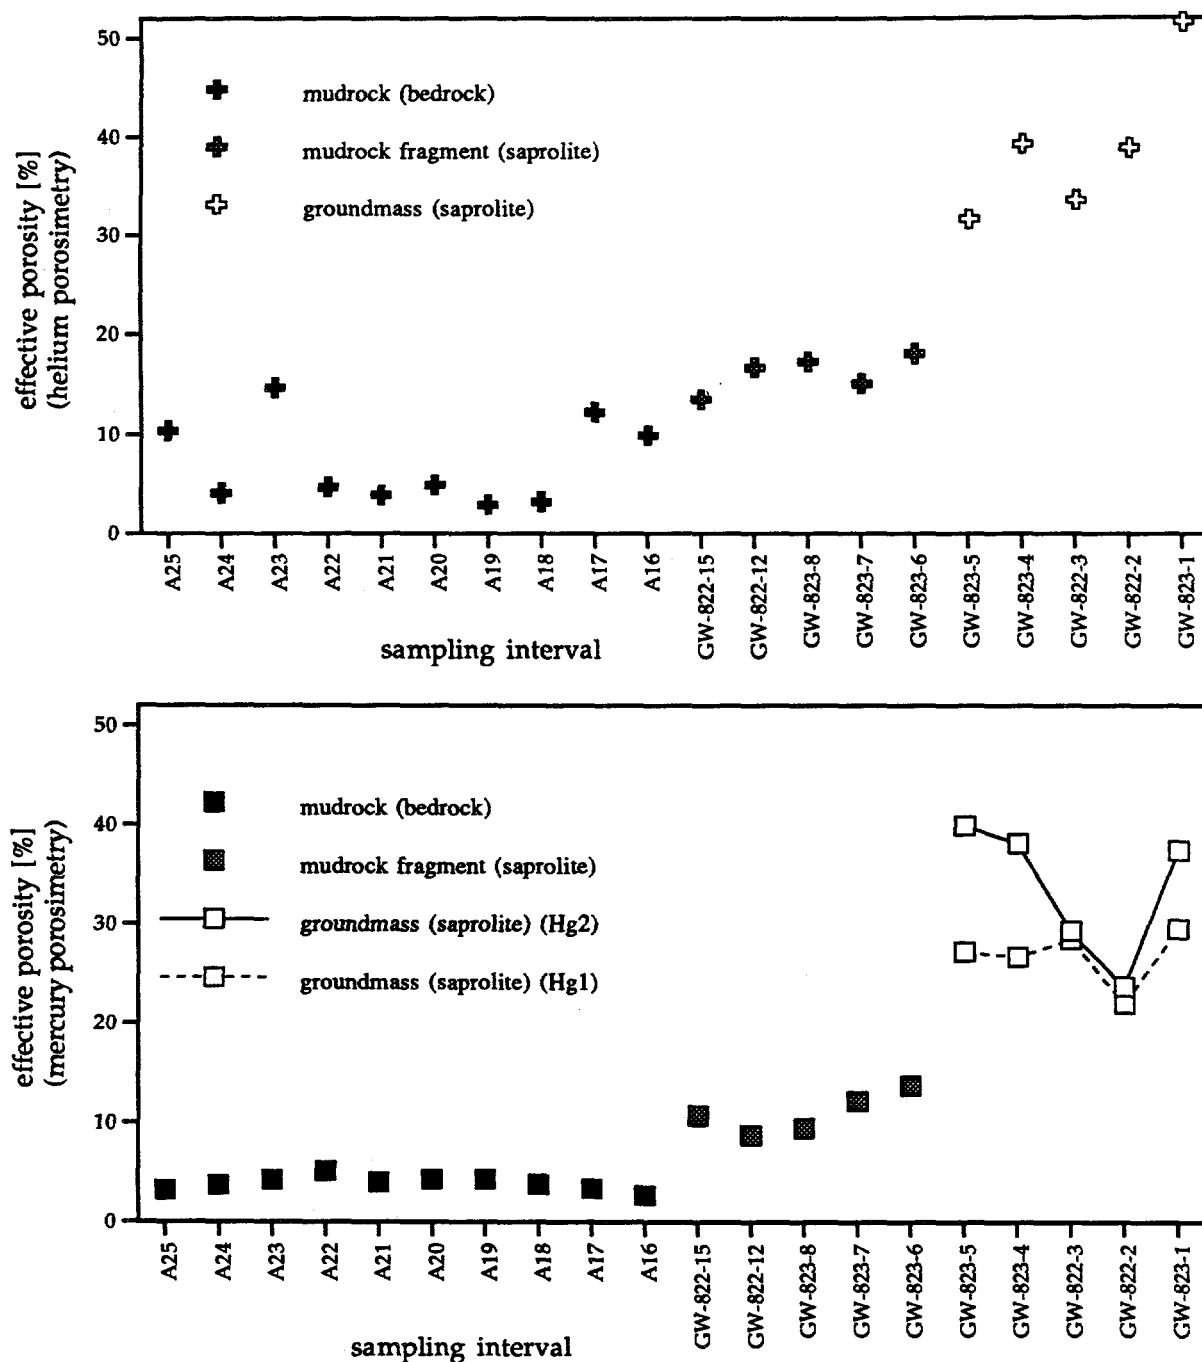 50
40
30
20
10
0
effective porosity [%]
(helium porosimetry)
mudrock (bedrock)
mudrock fragment (saprolite)
groundmass (saprolite)
A25
A24
A23
A22
A21
A20
A19
A18
A17
A16
GW-822-15
GW-822-12
GW-823-8
GW-823-7
GW-823-6
GW-823-5
GW-823-4
GW-822-3
GW-822-2
GW-823-1
sampling interval
50
40
30
20
10
0
effective porosity [%]
(mercury porosimetry)
mudrock (bedrock)
mudrock fragment (saprolite)
groundmass (saprolite) (Hg2)
groundmass (saprolite) (Hg1)
A25
A24
A23
A22
A21
A20
A19
A18
A17
A16
GW-822-15
GW-822-12
GW-823-8
GW-823-7
GW-823-6
GW-823-5
GW-823-4
GW-822-3
GW-822-2
GW-823-1
sampling interval